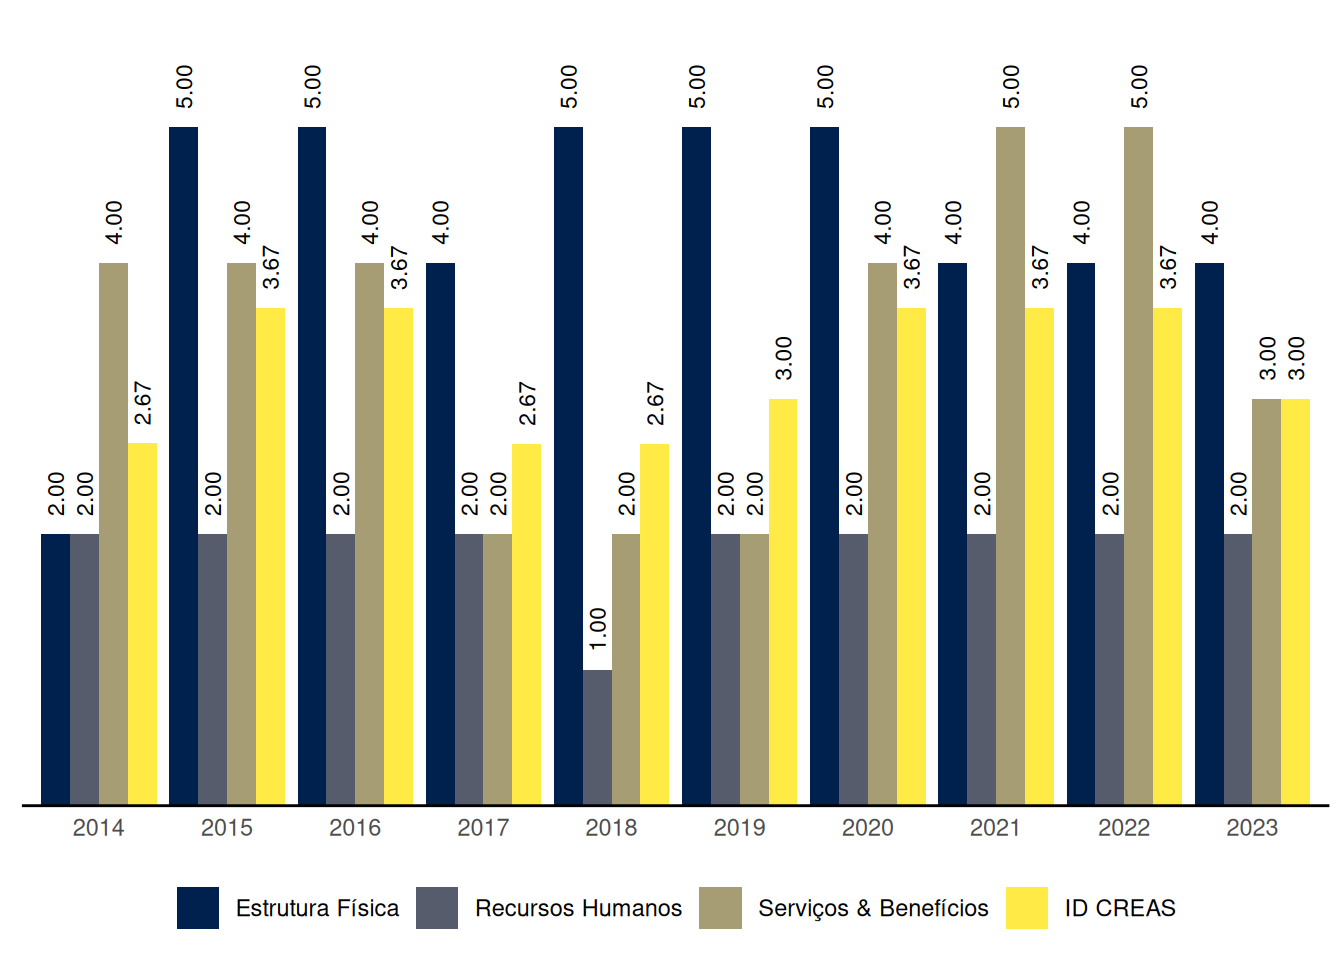 5.00 5.00 5.00 5.00 5.00 5.00 5.00
4.00 4.00 4.00 4.00 4.00 4.00 4.00 4.00
3.67 3.67 3.67 3.67 3.67
3.00 3.00 3.00
2.67 2.67 2.67
2.00 2.00 2.00 2.00 2.00 2.00 2.00 2.00 2.00 2.00 2.00 2.00 2.00
1.00
2014 2015 2016 2017 2018 2019 2020 2021 2022 2023
Estrutura Física Recursos Humanos Serviços & Benefícios ID CREAS